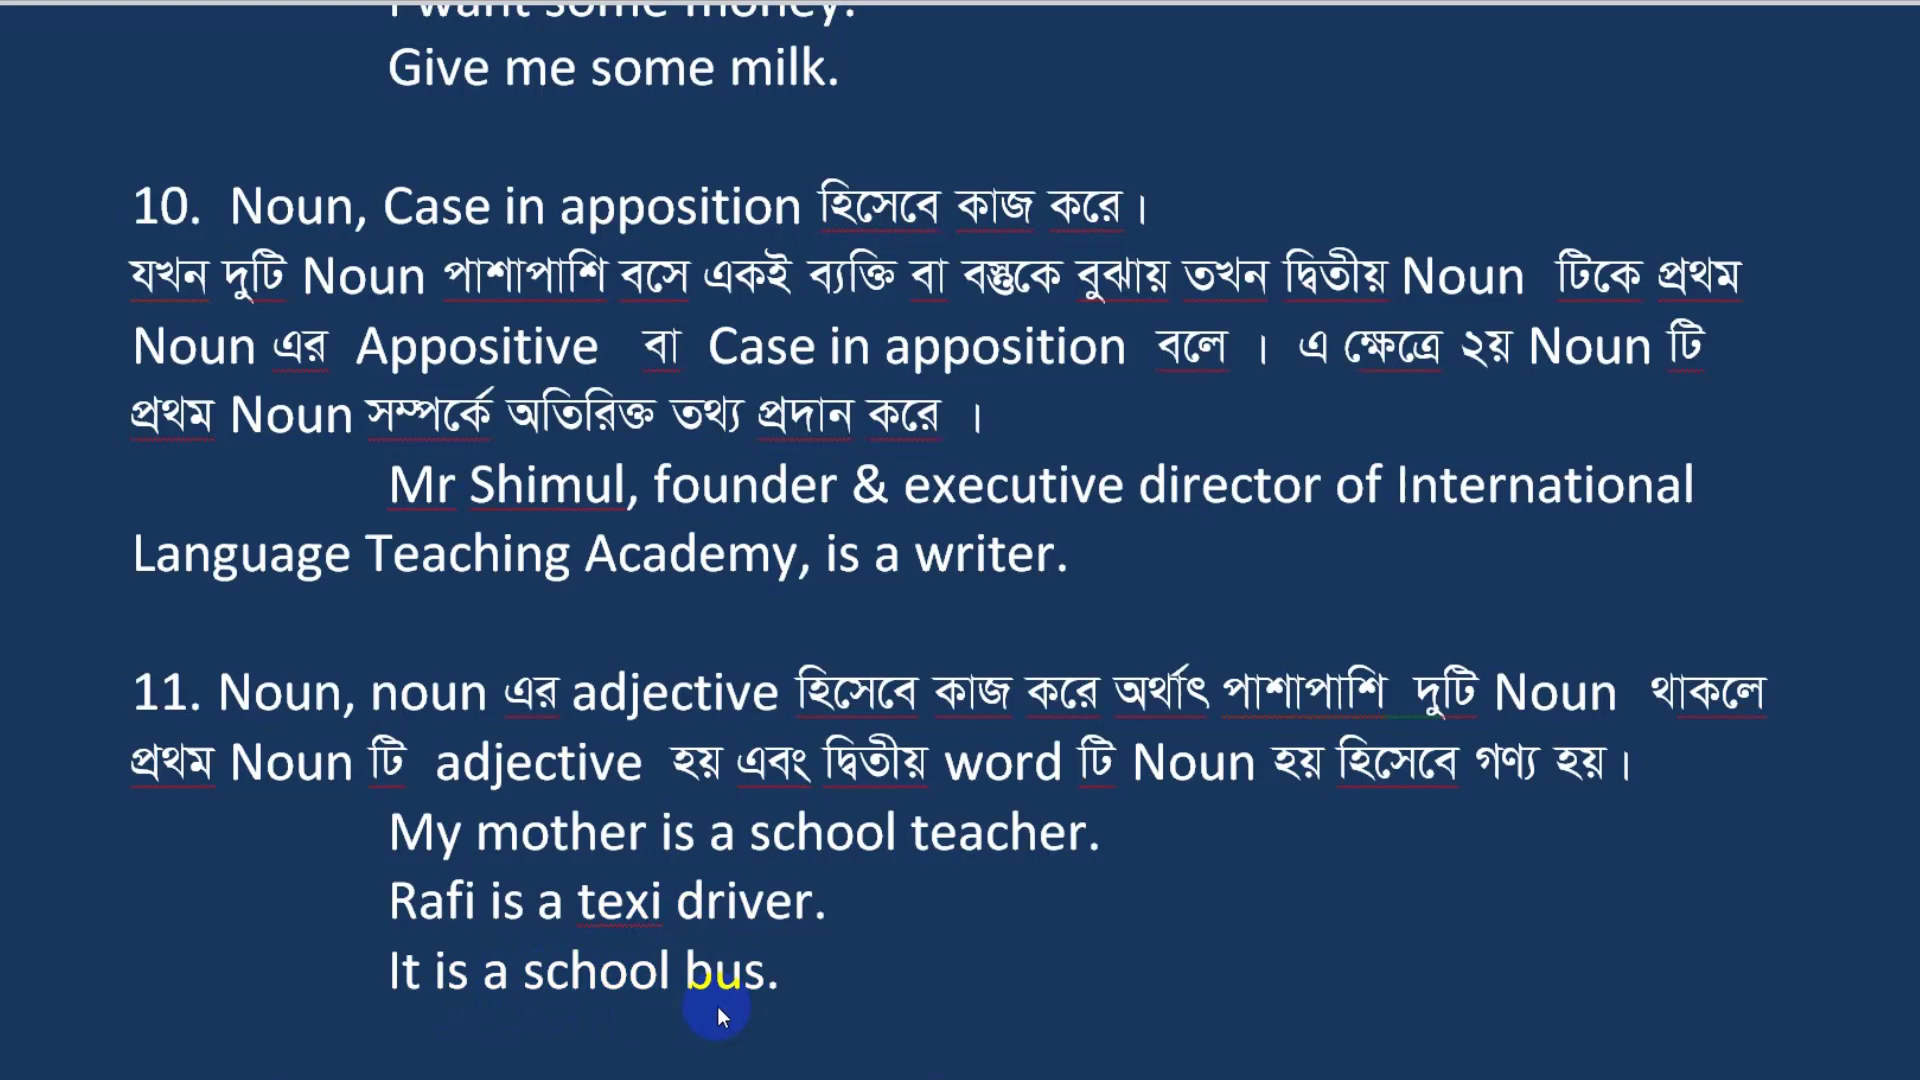 I want some money.
Give me some milk.
10. Noun, Case in apposition হিসেবে কাজ করে।
যখন দুটি Noun পাশাপাশি বসে একই ব্যক্তি বা বস্তুকে বুঝায় তখন দ্বিতীয় Noun টিকে প্রথম
Noun এর Appositive বা Case in apposition বলে । এ ক্ষেত্রে ২য় Noun টি
প্রথম Noun সম্পর্কে অতিরিক্ত তথ্য প্রদান করে ।
Mr Shimul, founder & executive director of International
Language Teaching Academy, is a writer.
11. Noun, noun এর adjective হিসেবে কাজ করে অর্থাৎ পাশাপাশি দুটি Noun থাকলে
প্রথম Noun টি adjective হয় এবং দ্বিতীয় word টি Noun হয় হিসেবে গণ্য হয়।
My mother is a school teacher.
Rafi is a texi driver.
It is a school bus.